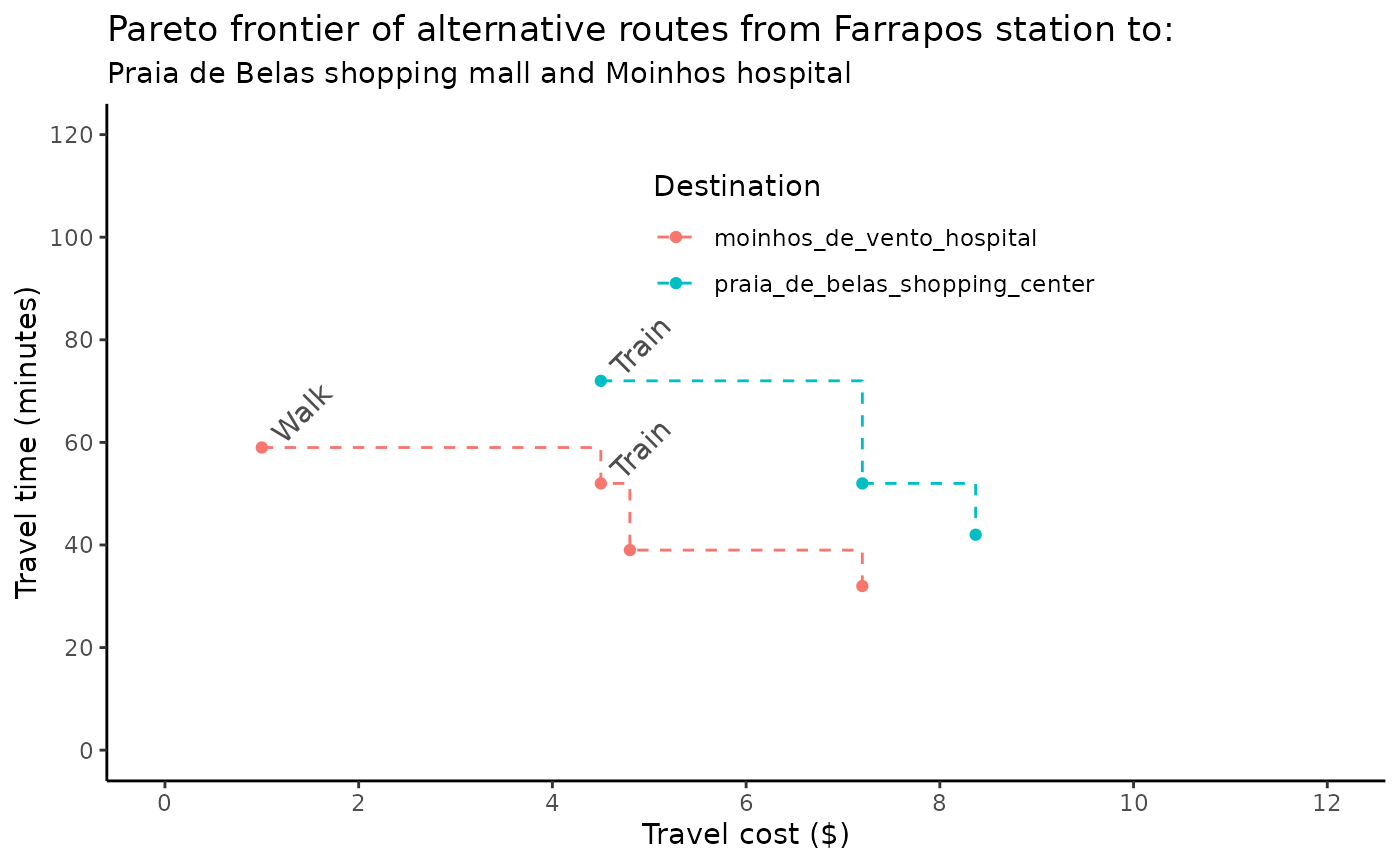 Pareto frontier of alternative routes from Farrapos station to:
Praia de Belas shopping mall and Moinhos hospital
120
100
80
60
40
20
0
Travel time (minutes)
Destination
moinhos_de_vento_hospital
praia_de_belas_shopping_center
Train
Walk
Train
0 2 4 6 8 10 12
Travel cost ($)